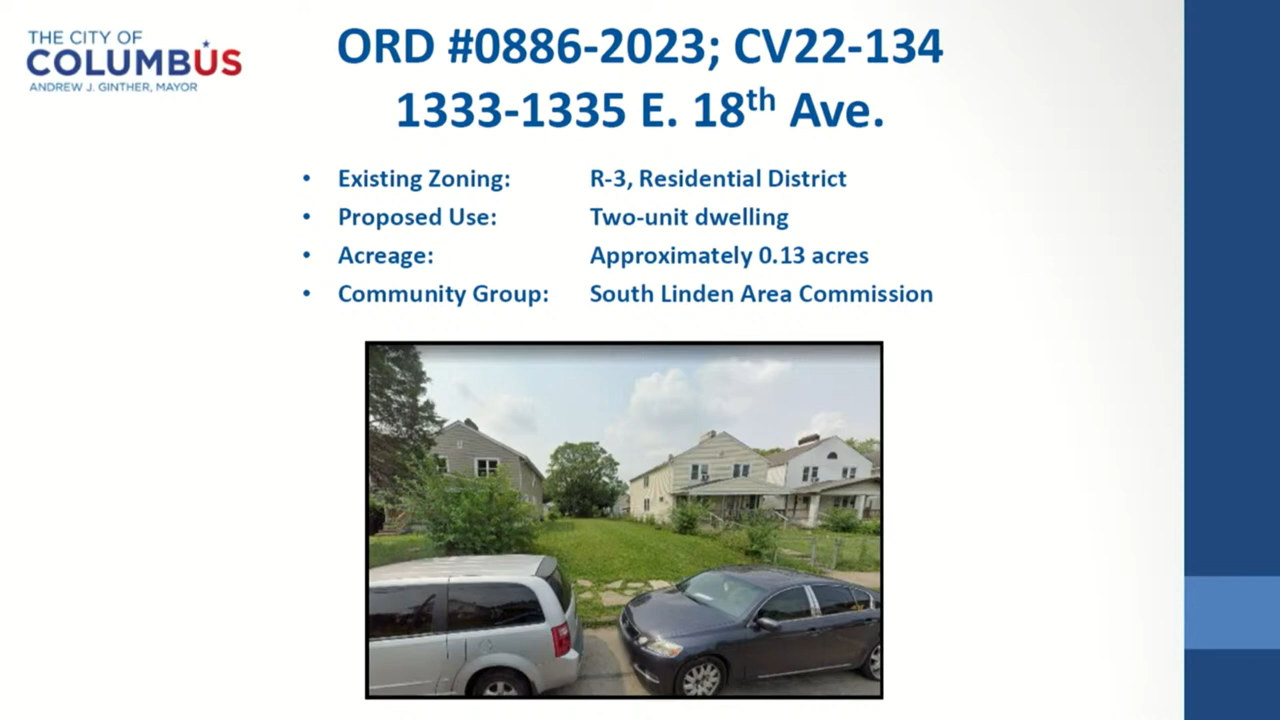 THE CITY OF
COLUMBUS
ANDREW J. GINTHER, MAYOR
ORD #0886-2023; CV22-134
1333-1335 E. 18th Ave.
• Existing Zoning: R-3, Residential District
• Proposed Use: Two-unit dwelling
• Acreage: Approximately 0.13 acres
• Community Group: South Linden Area Commission